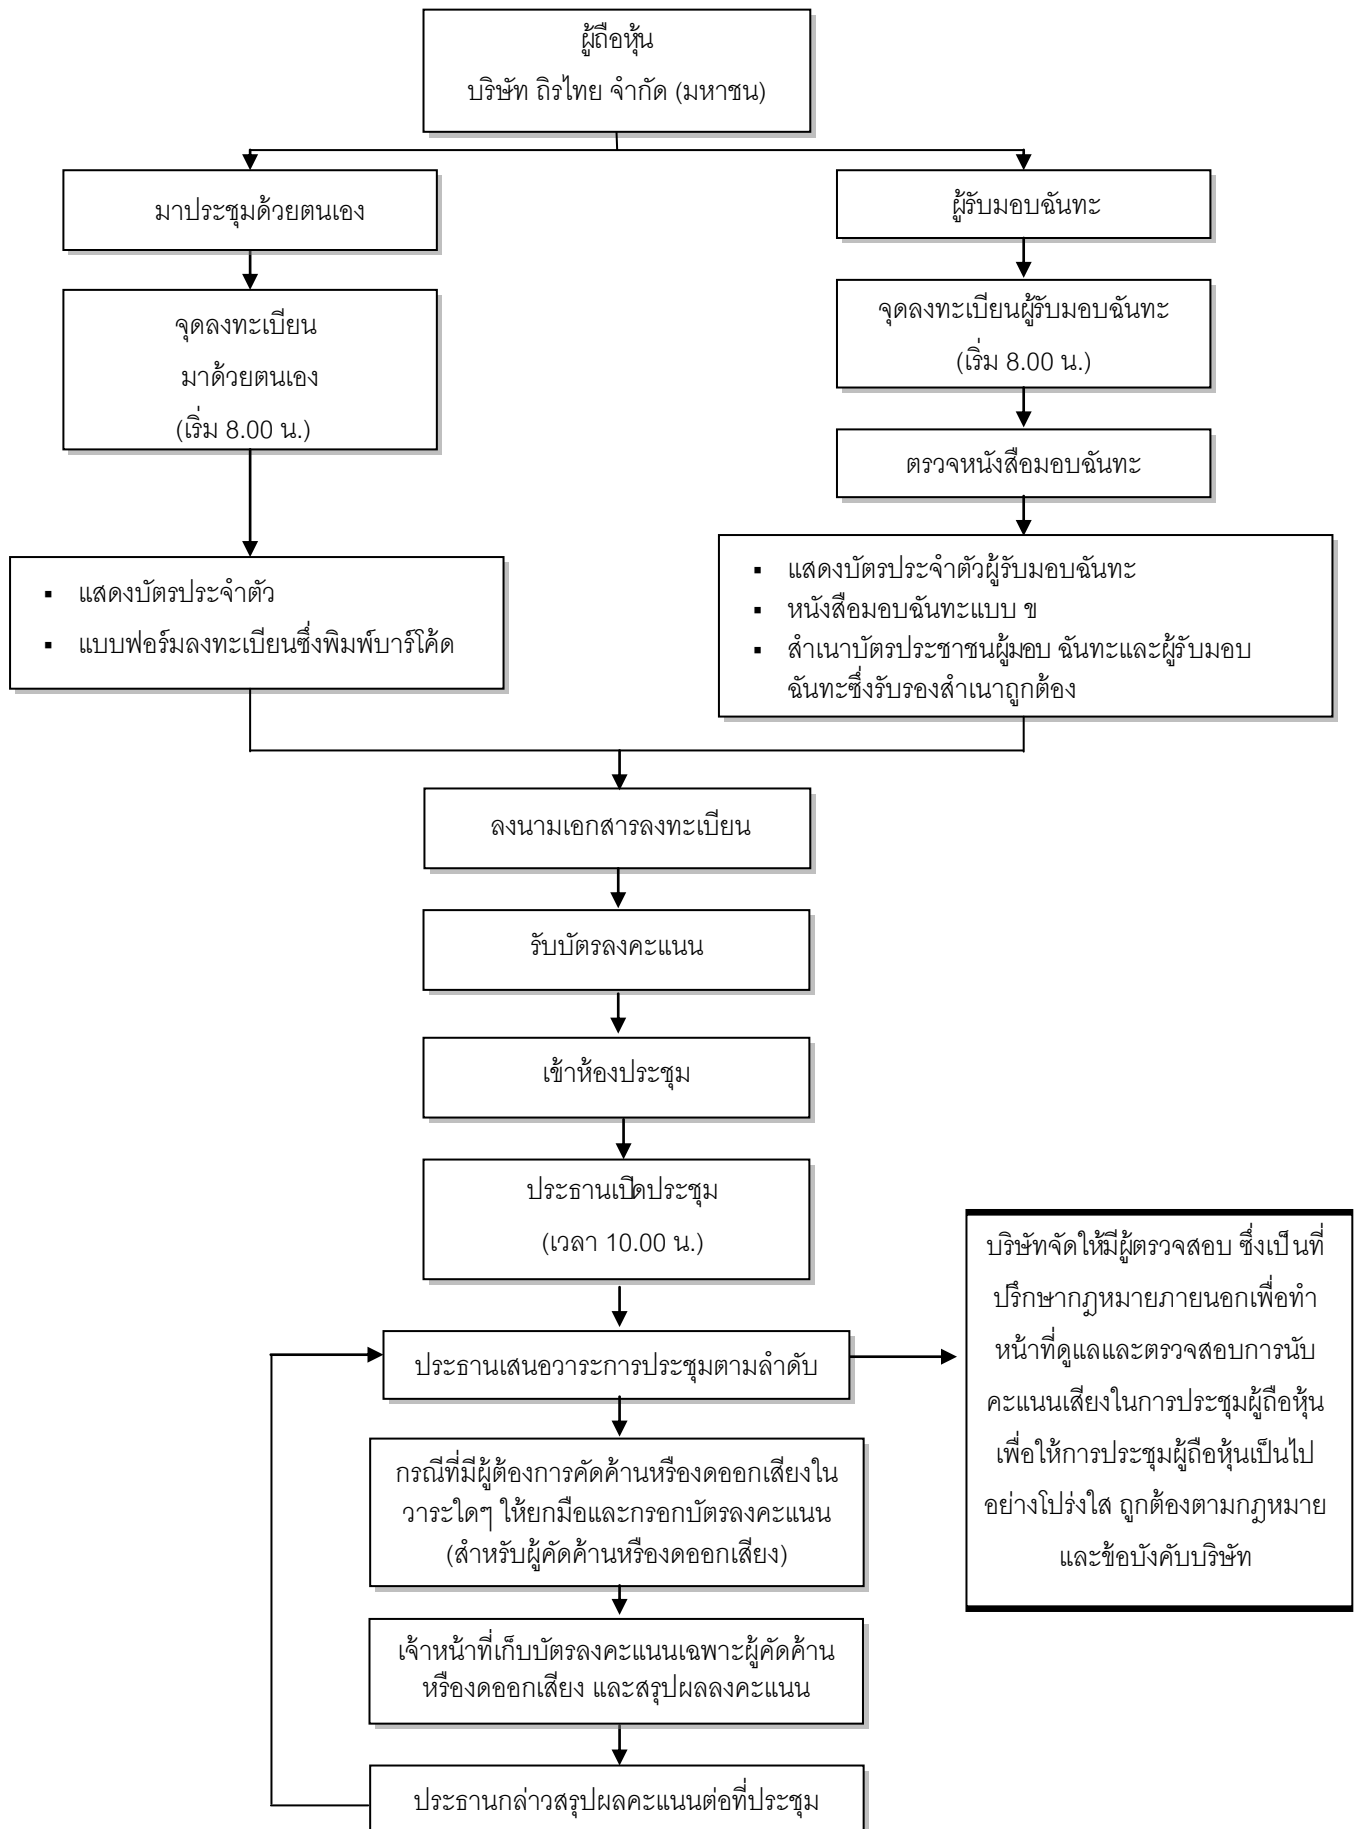 ผู้ถือหุ้น
บริษัท ถิรไทย จำกัด (มหาชน)
มาประชุมด้วยตนเอง
ผู้รับมอบฉันทะ
จุดลงทะเบียน
มาด้วยตนเอง
(เริ่ม 8.00 น.)
จุดลงทะเบียนผู้รับมอบฉันทะ
(เริ่ม 8.00 น.)
ตรวจหนังสือมอบฉันทะ
▪ แสดงบัตรประจำตัว
▪ แบบฟอร์มลงทะเบียนซึ่งพิมพ์บาร์โค้ด
▪ แสดงบัตรประจำตัวผู้รับมอบฉันทะ
▪ หนังสือมอบฉันทะแบบ ข
▪ สำเนาบัตรประชาชนผู้มอบ ฉันทะและผู้รับมอบ
ฉันทะซึ่งรับรองสำเนาถูกต้อง
ลงนามเอกสารลงทะเบียน
รับบัตรลงคะแนน
เข้าห้องประชุม
ประธานเปิดประชุม
(เวลา 10.00 น.)
ประธานเสนอวาระการประชุมตามลำดับ
บริษัทจัดให้มีผู้ตรวจสอบ ซึ่งเป็นที่
ปรึกษากฎหมายภายนอกเพื่อทำ
หน้าที่ดูแลและตรวจสอบการนับ
คะแนนเสียงในการประชุมผู้ถือหุ้น
เพื่อให้การประชุมผู้ถือหุ้นเป็นไป
อย่างโปร่งใส ถูกต้องตามกฎหมาย
และข้อบังคับบริษัท
กรณีที่มีผู้ต้องการคัดค้านหรืองดออกเสียงใน
วาระใดๆ ให้ยกมือและกรอกบัตรลงคะแนน
(สำหรับผู้คัดค้านหรืองดออกเสียง)
เจ้าหน้าที่เก็บบัตรลงคะแนนเฉพาะผู้คัดค้าน
หรืองดออกเสียง และสรุปผลลงคะแนน
ประธานกล่าวสรุปผลคะแนนต่อที่ประชุม